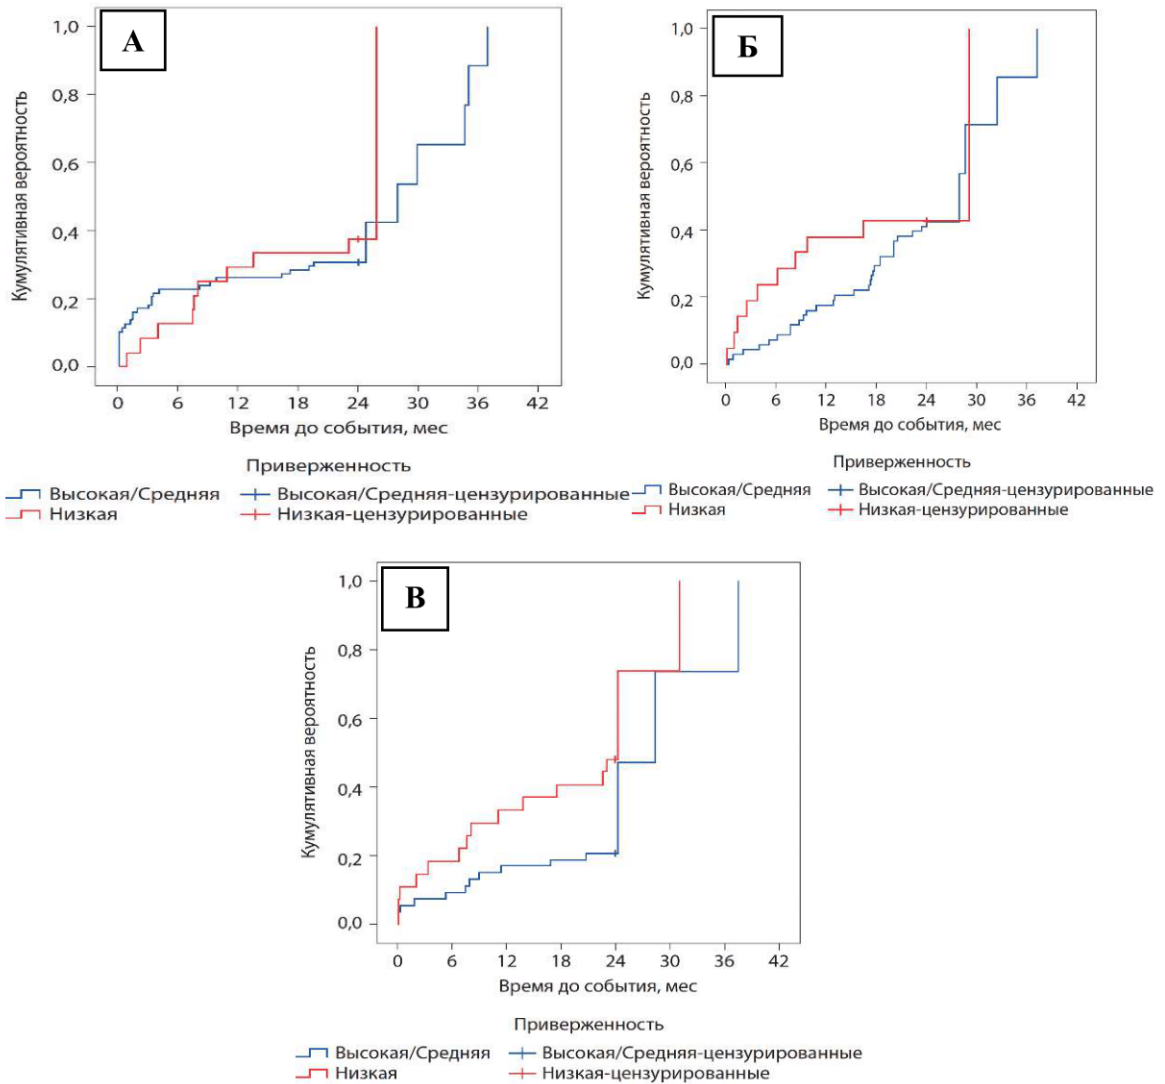 А
Кумулятивная вероятность
1,0
0,8
0,6
0,4
0,2
0,0
0 6 12 18 24 30 36 42
Время до события, мес
Приверженность
Высокая/Средняя Высокая/Средняя-цензурированные
Низкая Низкая-цензурированные
Б
Кумулятивная вероятность
1,0
0,8
0,6
0,4
0,2
0,0
0 6 12 18 24 30 36 42
Время до события, мес
Приверженность
Высокая/Средняя Высокая/Средняя-цензурированные
Низкая Низкая-цензурированные
В
Кумулятивная вероятность
1,0
0,8
0,6
0,4
0,2
0,0
0 6 12 18 24 30 36 42
Время до события, мес
Приверженность
Высокая/Средняя Высокая/Средняя-цензурированные
Низкая Низкая-цензурированные